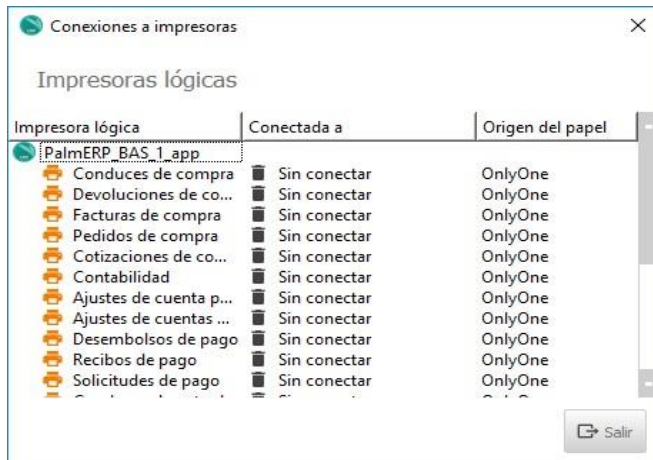 Conexiones a impresoras
Impresoras lógicas
Impresora lógica Conectada a Origen del papel
PalmERP_BAS_1_app
Conduces de compra Sin conectar OnlyOne
Devoluciones de co... Sin conectar OnlyOne
Facturas de compra Sin conectar OnlyOne
Pedidos de compra Sin conectar OnlyOne
Cotizaciones de co... Sin conectar OnlyOne
Contabilidad Sin conectar OnlyOne
Ajustes de cuenta p... Sin conectar OnlyOne
Ajustes de cuentas ... Sin conectar OnlyOne
Desembolsos de pago Sin conectar OnlyOne
Recibos de pago Sin conectar OnlyOne
Solicitudes de pago Sin conectar OnlyOne
Salir